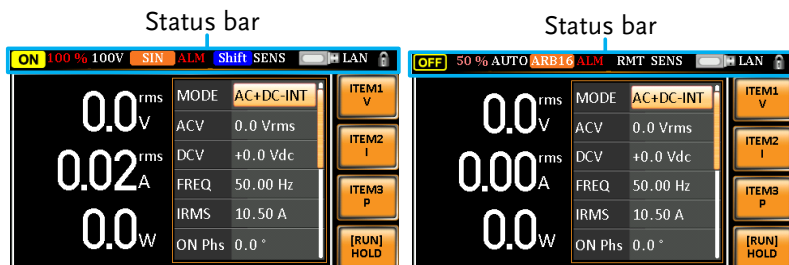 Status bar
ON 100 % 100V SIN ALM Shift SENS LAN
0.0 rms V
0.02 rms A
0.0 W
MODE AC+DC-INT
ACV 0.0 Vrms
DCV +0.0 Vdc
FREQ 50.00 Hz
IRMS 10.50 A
ON Phs 0.0 °
ITEM1
V
ITEM2
I
ITEM3
P
[RUN]
HOLD
Status bar
OFF 50 % AUTO ARB16 ALM RMT SENS LAN
0.0 rms V
0.00 rms A
0.0 W
MODE AC+DC-INT
ACV 0.0 Vrms
DCV +0.0 Vdc
FREQ 50.00 Hz
IRMS 10.50 A
ON Phs 0.0 °
ITEM1
V
ITEM2
I
ITEM3
P
[RUN]
HOLD